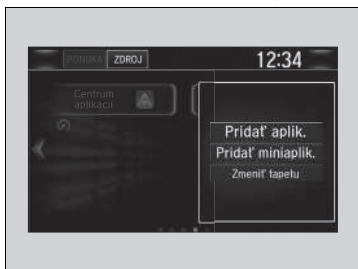 PONUKA ZDROJ 12:34
Centrum
aplikácií
Pridať aplik.
Pridať miniaplik.
Zmeniť tapetu